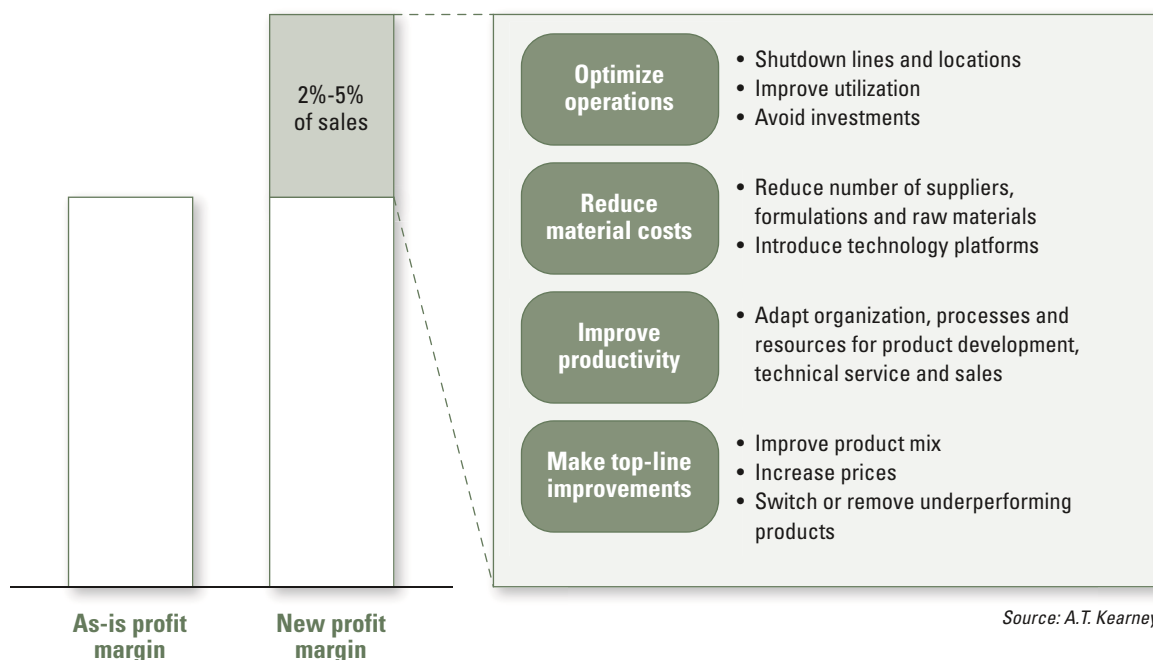 2%-5%
of sales
As-is profit
margin
New profit
margin
Optimize
operations
• Shutdown lines and locations
• Improve utilization
• Avoid investments
Reduce
material costs
• Reduce number of suppliers,
formulations and raw materials
• Introduce technology platforms
Improve
productivity
• Adapt organization, processes and
resources for product development,
technical service and sales
Make top-line
improvements
• Improve product mix
• Increase prices
• Switch or remove underperforming
products
Source: A.T. Kearney